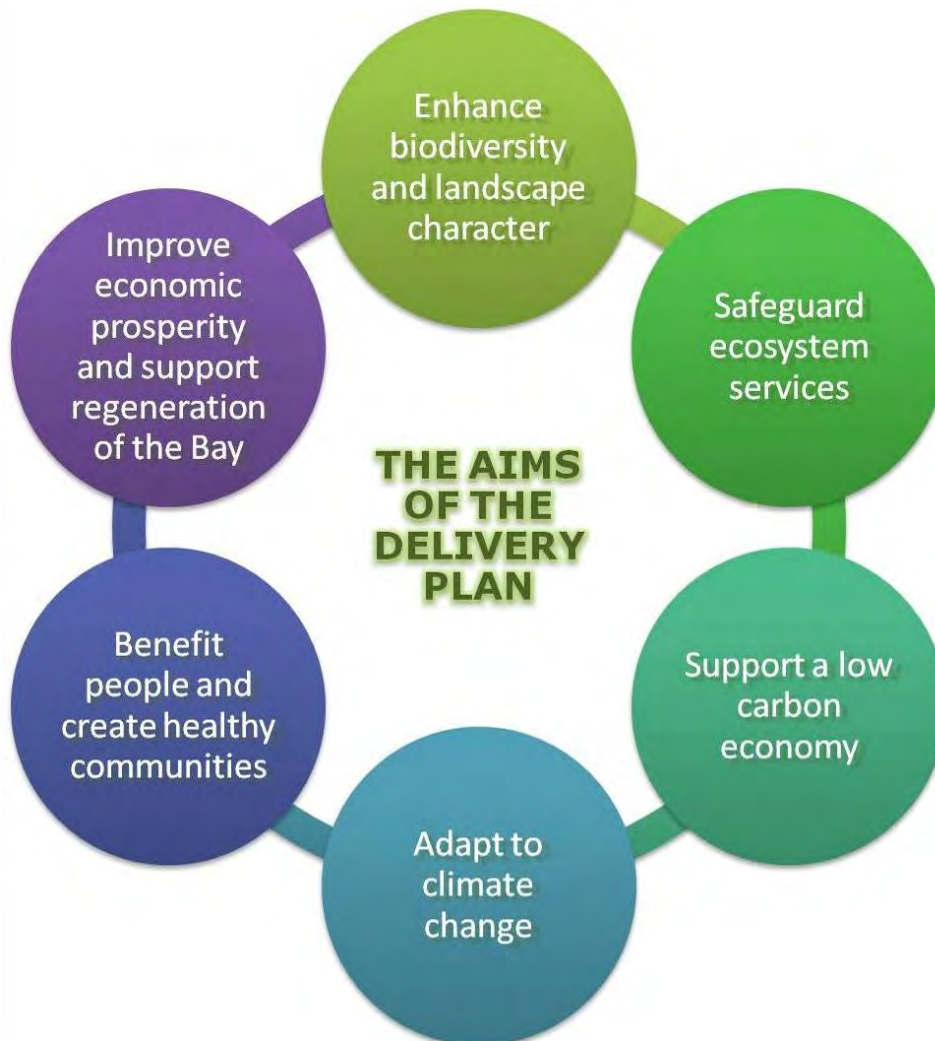 Enhance
biodiversity
and landscape
character
Safeguard
ecosystem
services
Support a low
carbon
economy
Adapt to
climate
change
Benefit
people and
create healthy
communities
Improve
economic
prosperity
and support
regeneration
of the Bay
THE AIMS
OF THE
DELIVERY
PLAN